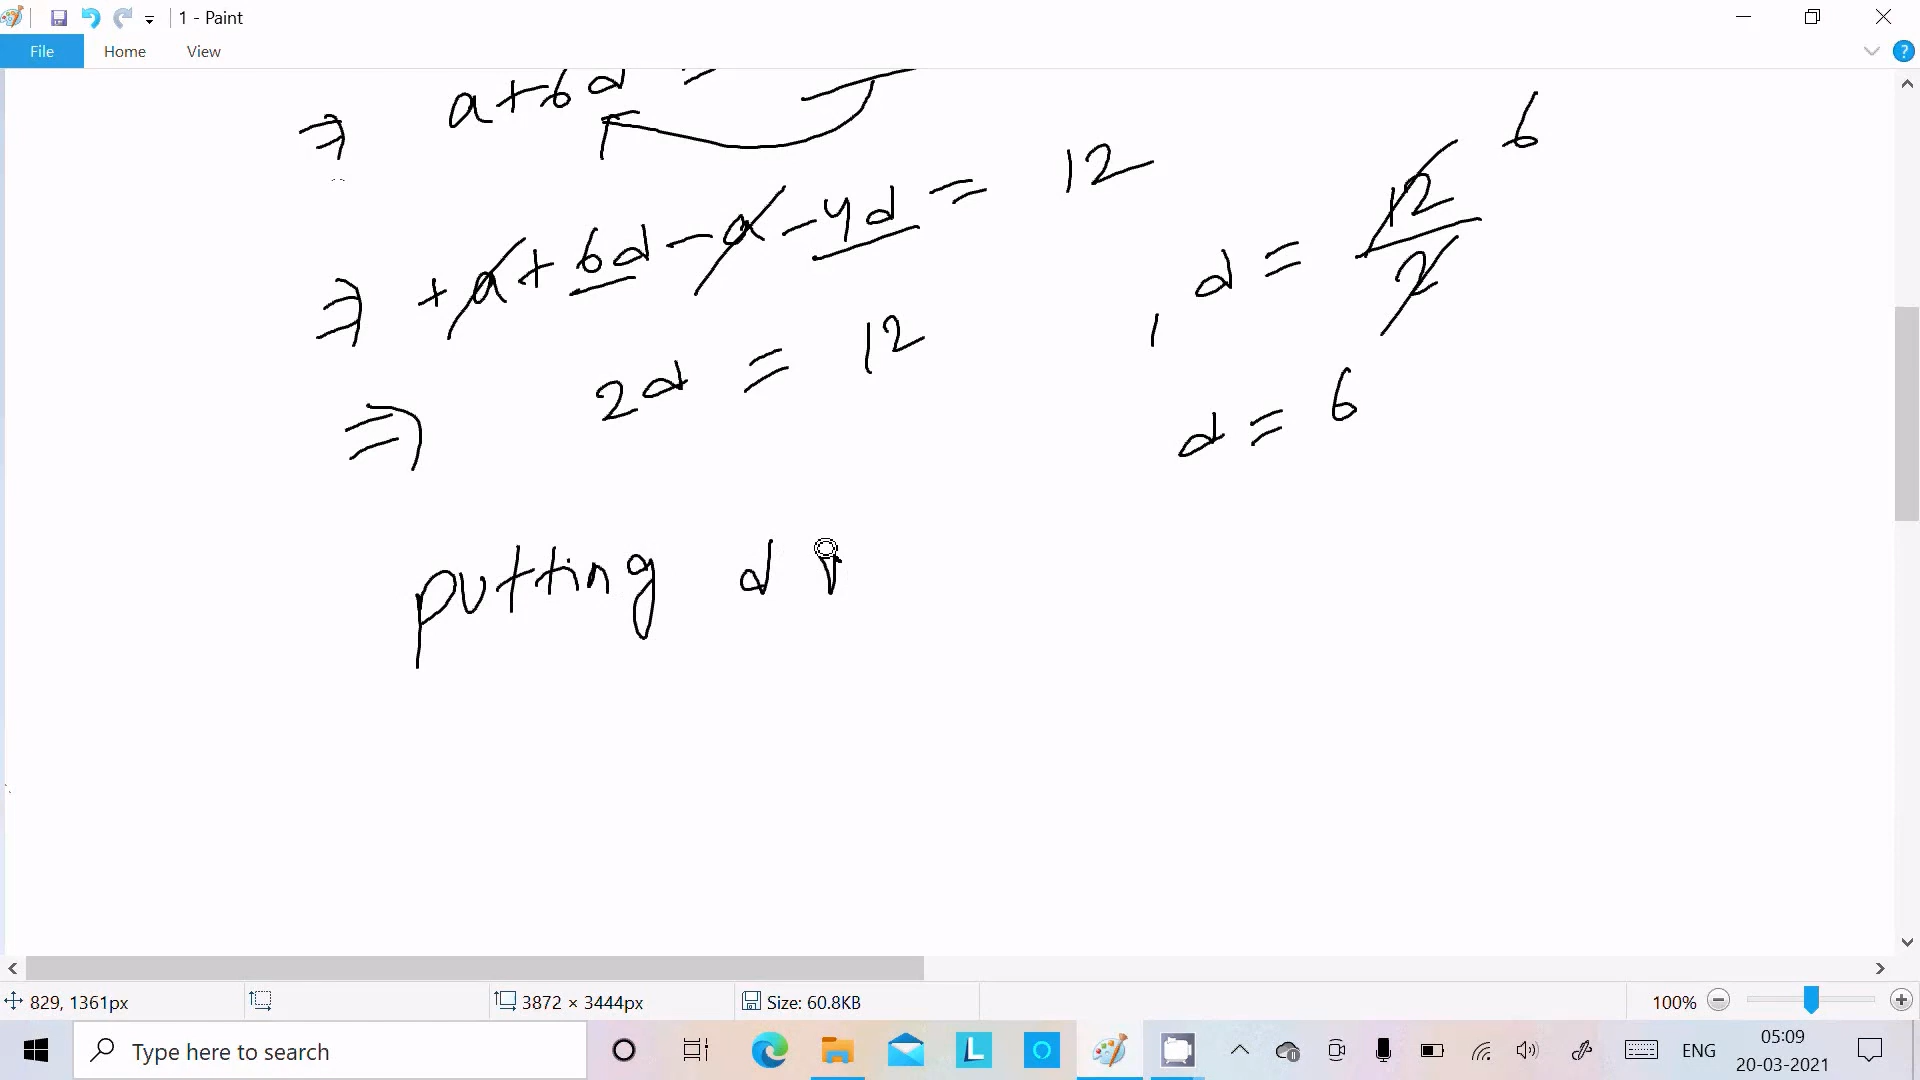 1 - Paint
File Home View
⇒ a+6d =
⇒ +a+6d-a-4d = 12
⇒ 2d = 12
d = 12/2 6
1
d = 6
putting d
829, 1361px 3872 × 3444px Size: 60.8KB 100%
Type here to search
ENG 05:09
20-03-2021